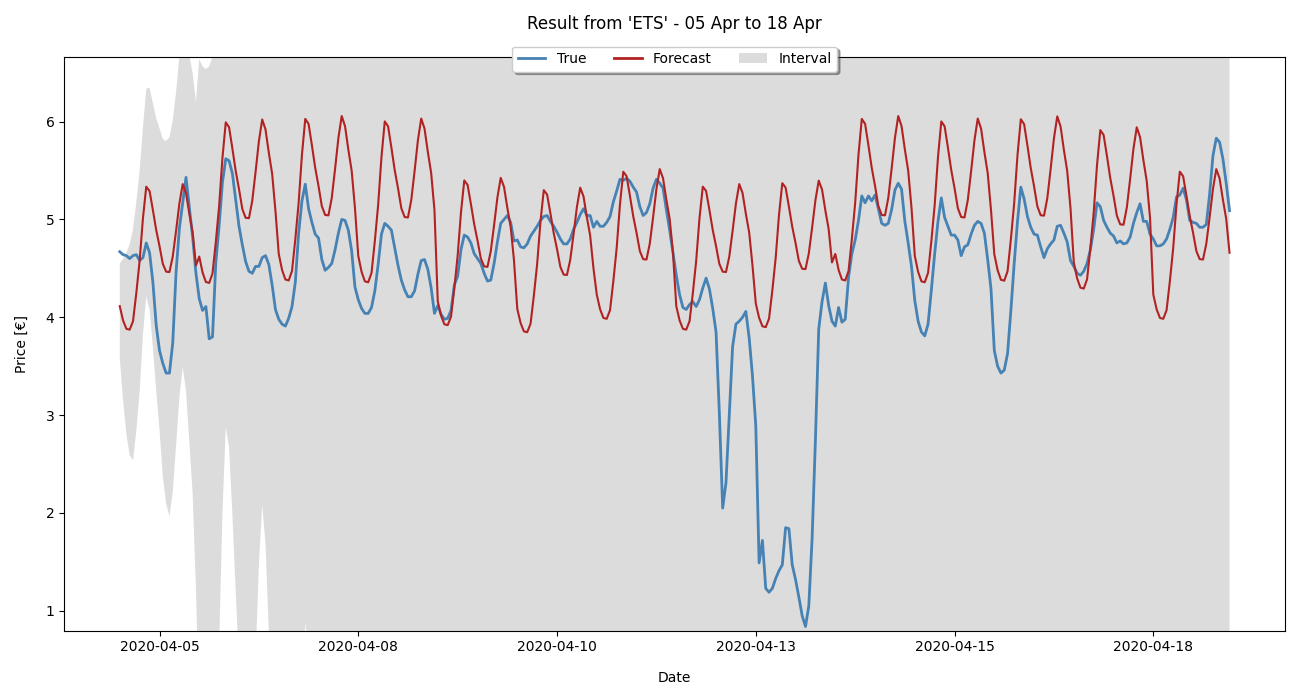 Result from 'ETS' - 05 Apr to 18 Apr
True Forecast Interval
6
5
4
3
2
1
Price [€]
2020-04-05 2020-04-08 2020-04-10 2020-04-13 2020-04-15 2020-04-18
Date